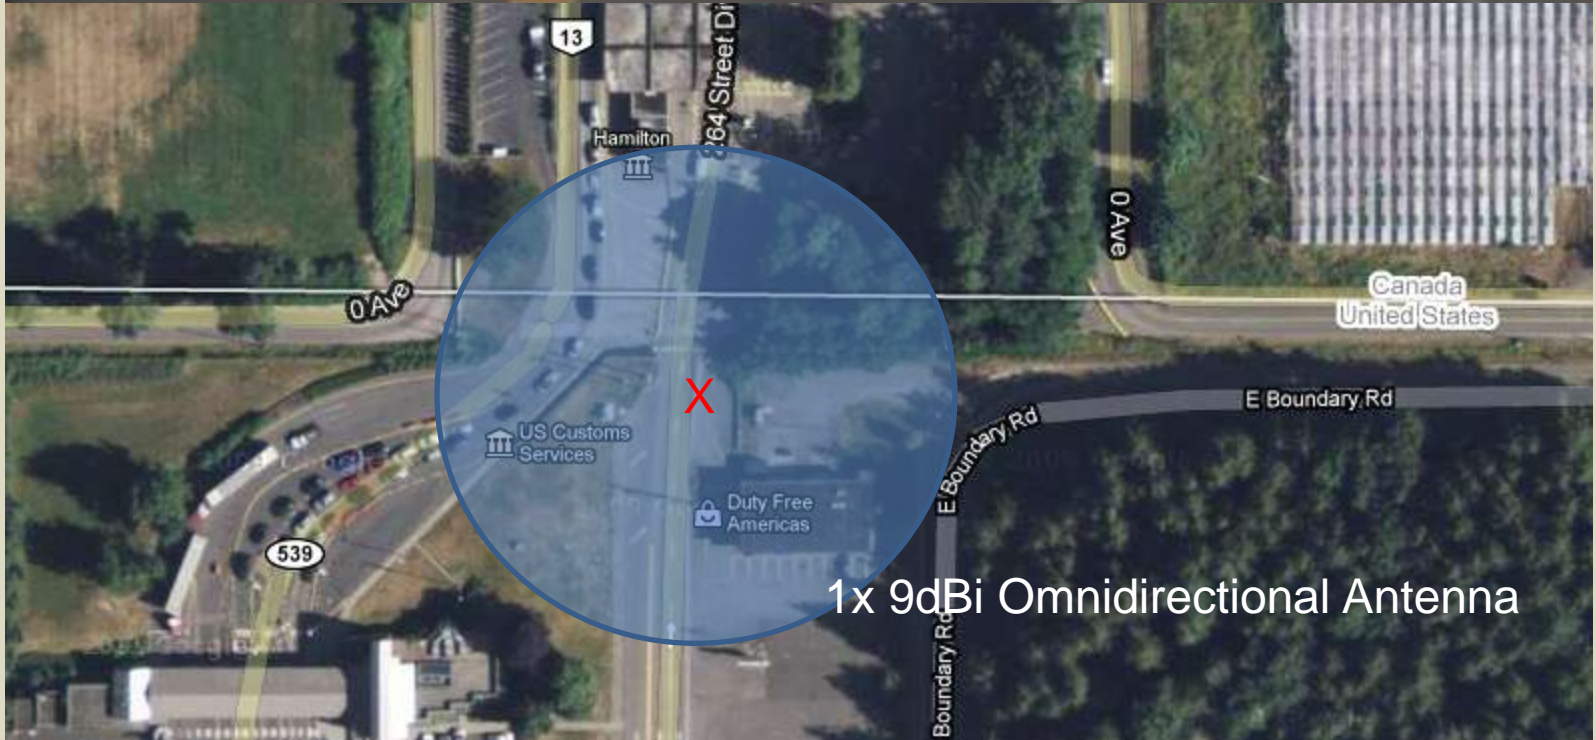 13
264 Street Di
Hamilton
0 Ave
0 Ave
Canada
United States
X
E Boundary Rd
E Boundary Rd
US Customs
Services
Duty Free
Americas
539
1x 9dBi Omnidirectional Antenna
Boundary Rd